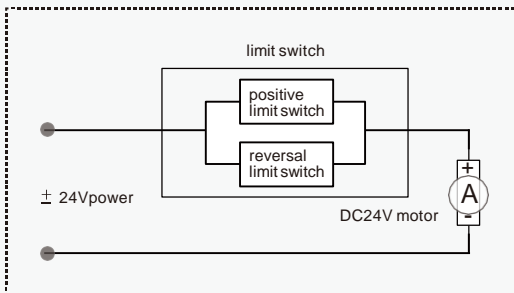 limit switch
positive
limit switch
reversal
limit switch
+
A
-
± 24Vpower
DC24V motor